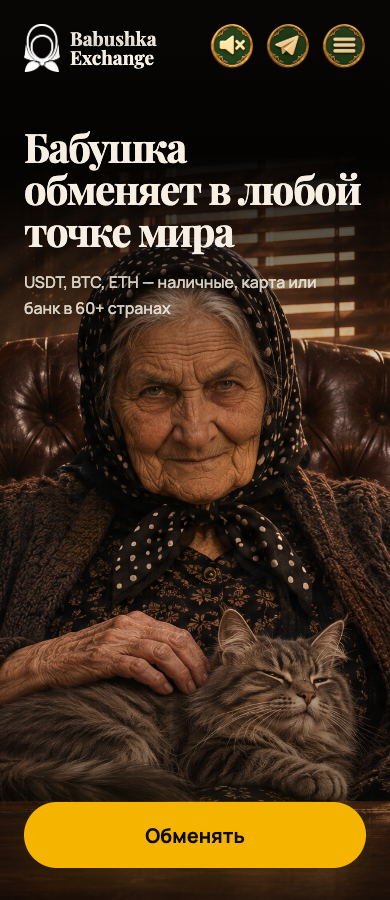 Babushka
Exchange
Бабушка
обменяет в любой
точке мира
USDT, BTC, ETH — наличные, карта или
банк в 60+ странах
Обменять